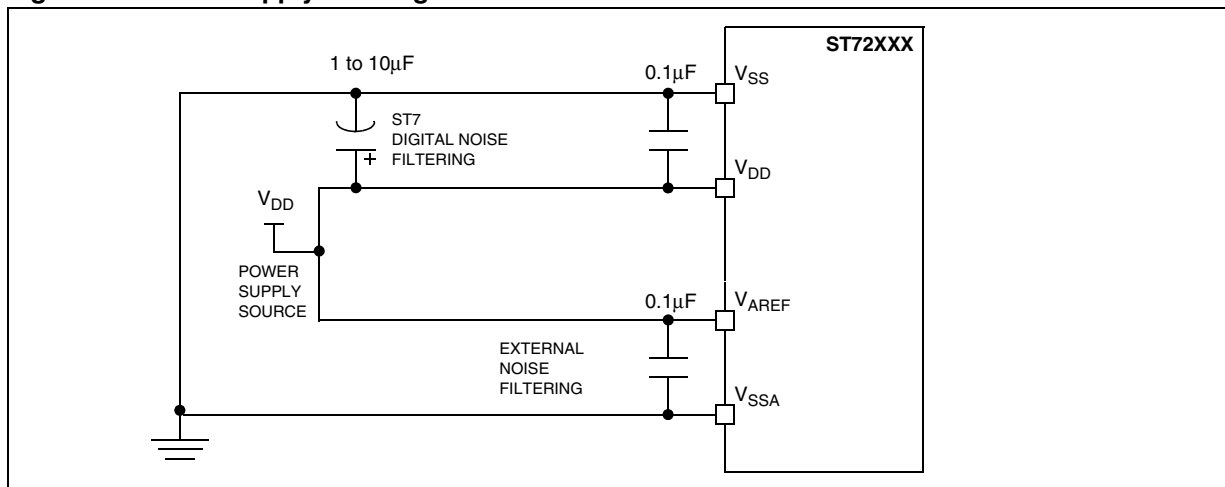 ST72XXX
1 to 10μF
0.1μF
VSS
ST7
DIGITAL NOISE
FILTERING
+
VDD
VDD
POWER
SUPPLY
SOURCE
0.1μF
VAREF
EXTERNAL
NOISE
FILTERING
VSSA